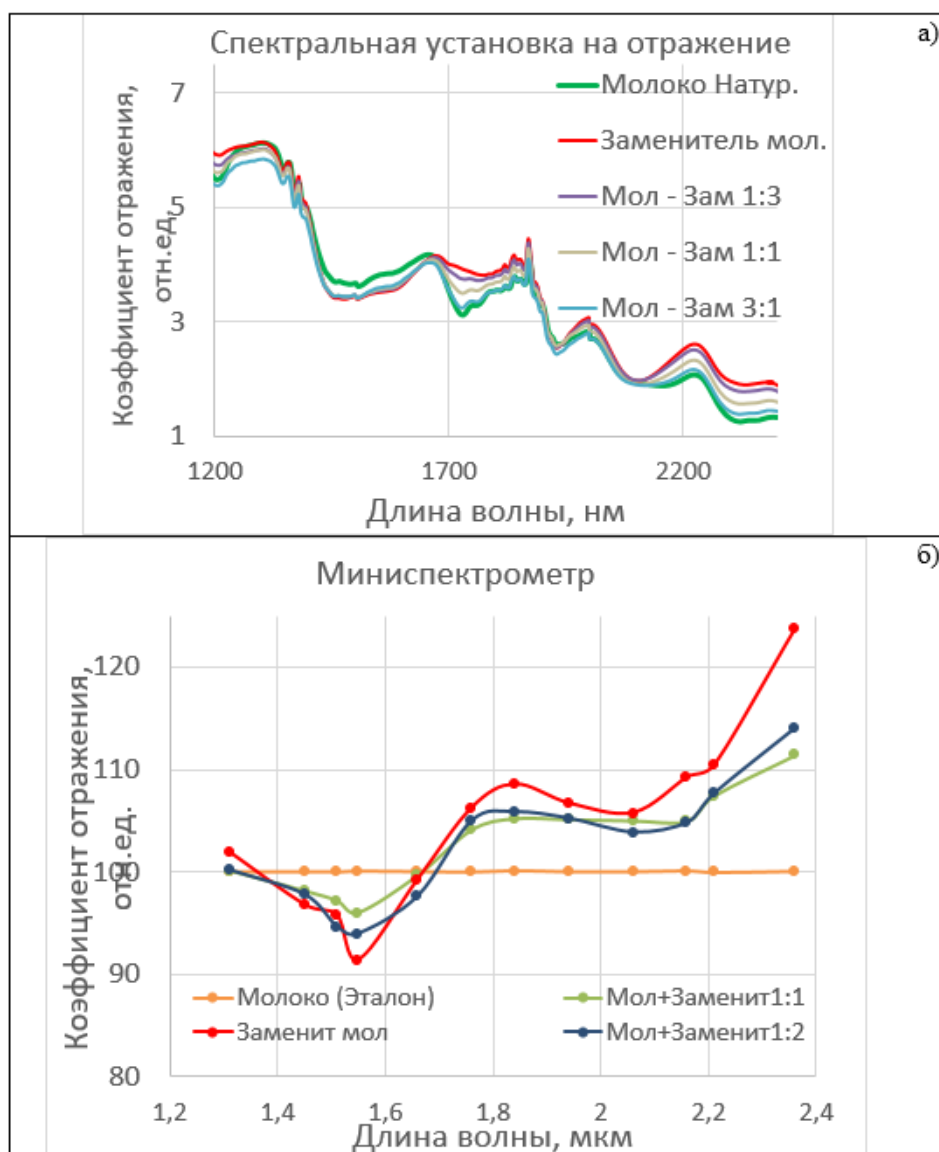 а)
Спектральная установка на отражение
Коэффициент отражения,
отн.ед,
7
5
3
1
Молоко Натур.
Заменитель мол.
Мол - Зам 1:3
Мол - Зам 1:1
Мол - Зам 3:1
1200
1700
2200
Длина волны, нм
б)
Миниспектрометр
Коэффициент отражения,
отн.ед.
120
110
100
90
80
Молоко (Эталон)
Мол+Заменит1:1
Заменит мол
Мол+Заменит1:2
1,2
1,4
1,6
1,8
2
2,2
2,4
Длина волны, мкм